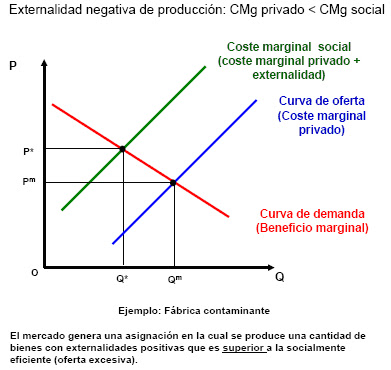 Externalidad negativa de producción: CMg privado < CMg social
Coste marginal social
(coste marginal privado +
externalidad)
P
Curva de oferta
(Coste marginal
privado)
P*
Pᵐ
Curva de demanda
(Beneficio marginal)
O
Q*
Qᵐ
Q
Ejemplo: Fábrica contaminante
El mercado genera una asignación en la cual se produce una cantidad de
bienes con externalidades positivas que es superior a la socialmente
eficiente (oferta excesiva).